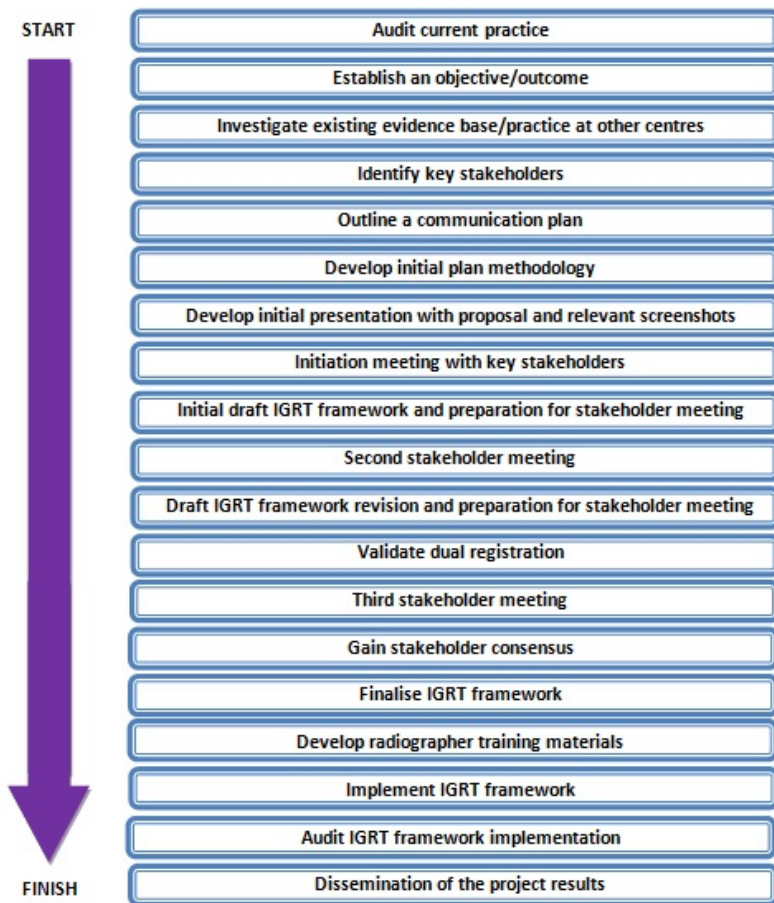 START
Audit current practice
Establish an objective/outcome
Investigate existing evidence base/practice at other centres
Identify key stakeholders
Outline a communication plan
Develop initial plan methodology
Develop initial presentation with proposal and relevant screenshots
Initiation meeting with key stakeholders
Initial draft IGRT framework and preparation for stakeholder meeting
Second stakeholder meeting
Draft IGRT framework revision and preparation for stakeholder meeting
Validate dual registration
Third stakeholder meeting
Gain stakeholder consensus
Finalise IGRT framework
Develop radiographer training materials
Implement IGRT framework
Audit IGRT framework implementation
FINISH
Dissemination of the project results